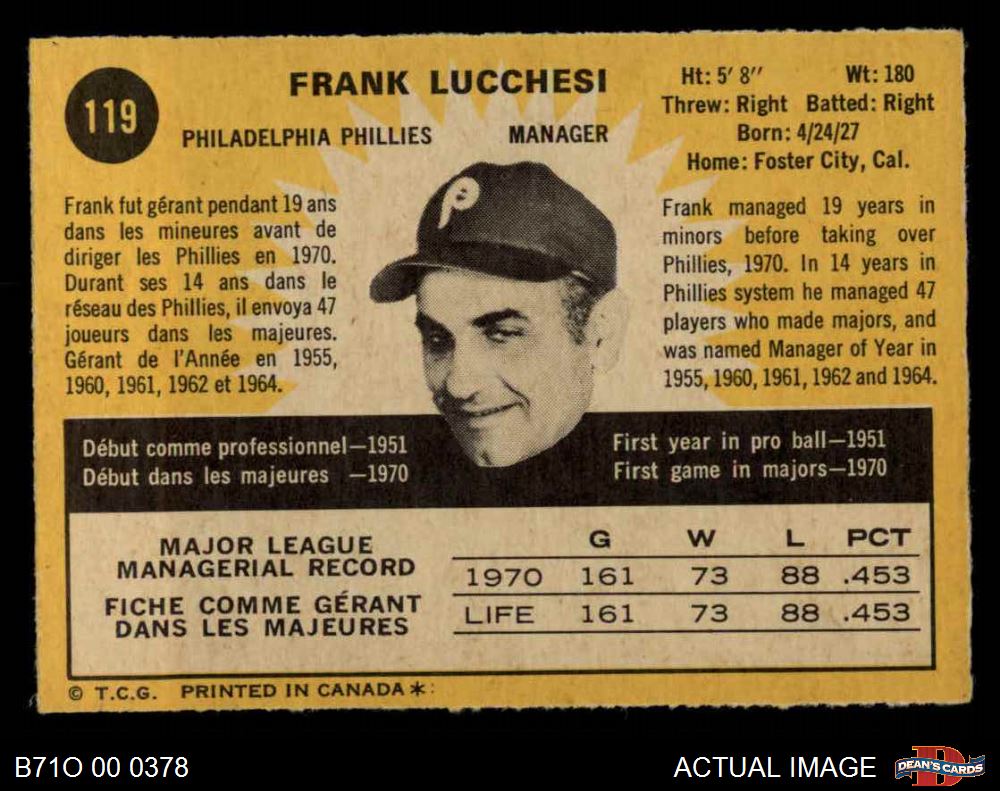 119
FRANK LUCCHESI
PHILADELPHIA PHILLIES MANAGER
Ht: 5' 8" Wt: 180
Threw: Right Batted: Right
Born: 4/24/27
Home: Foster City, Cal.
Frank fut gérant pendant 19 ans
dans les mineures avant de
diriger les Phillies en 1970.
Durant ses 14 ans dans le
réseau des Phillies, il envoya 47
joueurs dans les majeures.
Gérant de l'Année en 1955,
1960, 1961, 1962 et 1964.
P
Frank managed 19 years in
minors before taking over
Phillies, 1970. In 14 years in
Phillies system he managed 47
players who made majors, and
was named Manager of Year in
1955, 1960, 1961, 1962 and 1964.
Début comme professionnel—1951
Début dans les majeures —1970
First year in pro ball—1951
First game in majors—1970
MAJOR LEAGUE
MANAGERIAL RECORD
FICHE COMME GÉRANT
DANS LES MAJEURES
G W L PCT
1970 161 73 88 .453
LIFE 161 73 88 .453
© T.C.G. PRINTED IN CANADA *
B71O 00 0378
ACTUAL IMAGE
D
DEAN'S CARDS